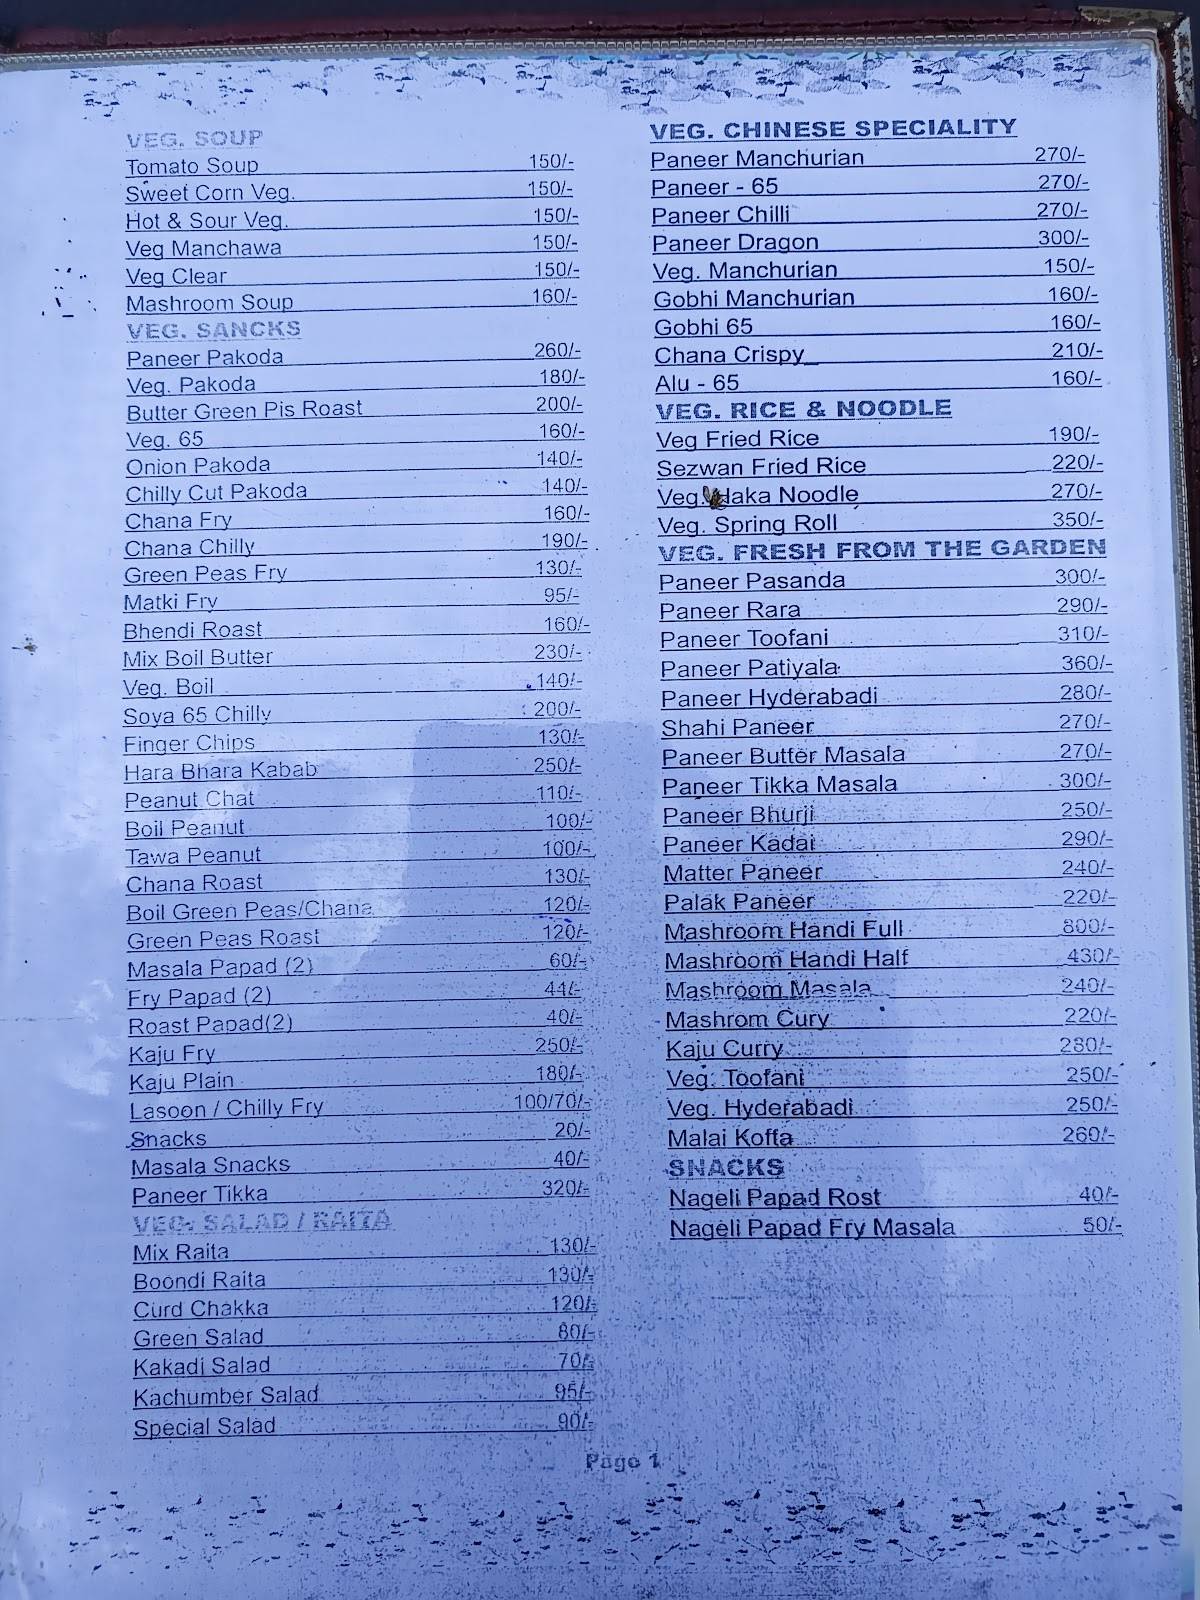 VEG. SOUP
Tomato Soup 150/-
Sweet Corn Veg. 150/-
Hot & Sour Veg. 150/-
Veg Manchawa 150/-
Veg Clear 150/-
Mashroom Soup 160/-
VEG. SANCKS
Paneer Pakoda 260/-
Veg. Pakoda 180/-
Butter Green Pis Roast 200/-
Veg. 65 160/-
Onion Pakoda 140/-
Chilly Cut Pakoda 140/-
Chana Fry 160/-
Chana Chilly 190/-
Green Peas Fry 130/-
Matki Fry 95/-
Bhendi Roast 160/-
Mix Boil Butter 230/-
Veg. Boil 140/-
Soya 65 Chilly 200/-
Finger Chips 130/-
Hara Bhara Kabab 250/-
Peanut Chat 110/-
Boil Peanut 100/-
Tawa Peanut 100/-
Chana Roast 130/-
Boil Green Peas/Chana 120/-
Green Peas Roast 120/-
Masala Papad (2) 60/-
Fry Papad (2) 44/-
Roast Papad(2) 40/-
Kaju Fry 250/-
Kaju Plain 180/-
Lasoon / Chilly Fry 100/70/-
Snacks 20/-
Masala Snacks 40/-
Paneer Tikka 320/-
VEG. SALAD / RAITA
Mix Raita 130/-
Boondi Raita 130/-
Curd Chakka 120/-
Green Salad 80/-
Kakadi Salad 70/-
Kachumber Salad 95/-
Special Salad 90/-
VEG. CHINESE SPECIALITY
Paneer Manchurian 270/-
Paneer - 65 270/-
Paneer Chilli 270/-
Paneer Dragon 300/-
Veg. Manchurian 150/-
Gobhi Manchurian 160/-
Gobhi 65 160/-
Chana Crispy 210/-
Alu - 65 160/-
VEG. RICE & NOODLE
Veg Fried Rice 190/-
Sezwan Fried Rice 220/-
Veg. Noodle 270/-
Veg. Spring Roll 350/-
VEG. FRESH FROM THE GARDEN
Paneer Pasanda 300/-
Paneer Rara 290/-
Paneer Toofani 310/-
Paneer Patiyala 360/-
Paneer Hyderabadi 280/-
Shahi Paneer 270/-
Paneer Butter Masala 270/-
Paneer Tikka Masala 300/-
Paneer Bhurji 250/-
Paneer Kadai 290/-
Matter Paneer 240/-
Palak Paneer 220/-
Mashroom Handi Full 800/-
Mashroom Handi Half 430/-
Mashroom Masala 240/-
Mashrom Cury 220/-
Kaju Curry 280/-
Veg. Toofani 250/-
Veg. Hyderabadi 250/-
Malai Koffa 260/-
SNACKS
Nageli Papad Rost 40/-
Nageli Papad Fry Masala 50/-
Page 1